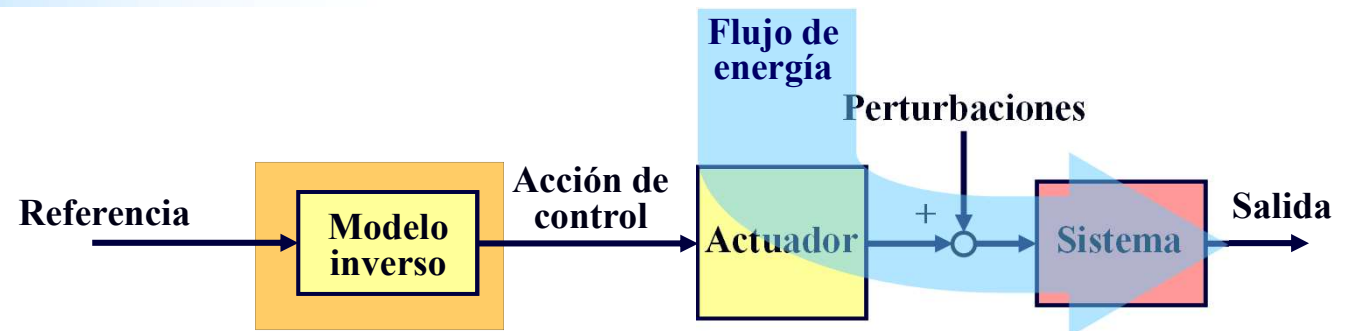 Flujo de
energía
Perturbaciones
Referencia
Modelo
inverso
Acción de
control
Actuador
+
Sistema
Salida